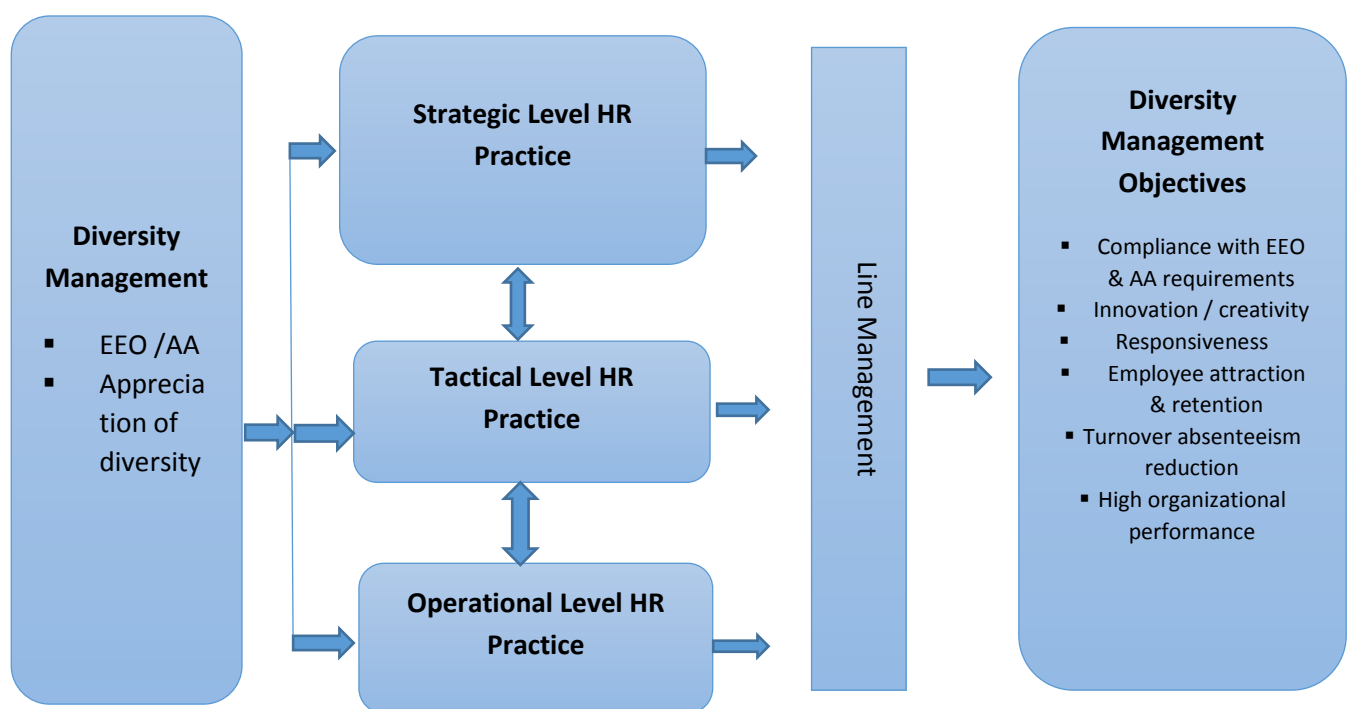 Diversity
Management
▪ EEO /AA
▪ Apprecia
tion of
diversity
Strategic Level HR
Practice
Tactical Level HR
Practice
Operational Level HR
Practice
Line Management
Diversity
Management
Objectives
▪ Compliance with EEO
& AA requirements
▪ Innovation / creativity
▪ Responsiveness
▪ Employee attraction
& retention
▪ Turnover absenteeism
reduction
▪ High organizational
performance